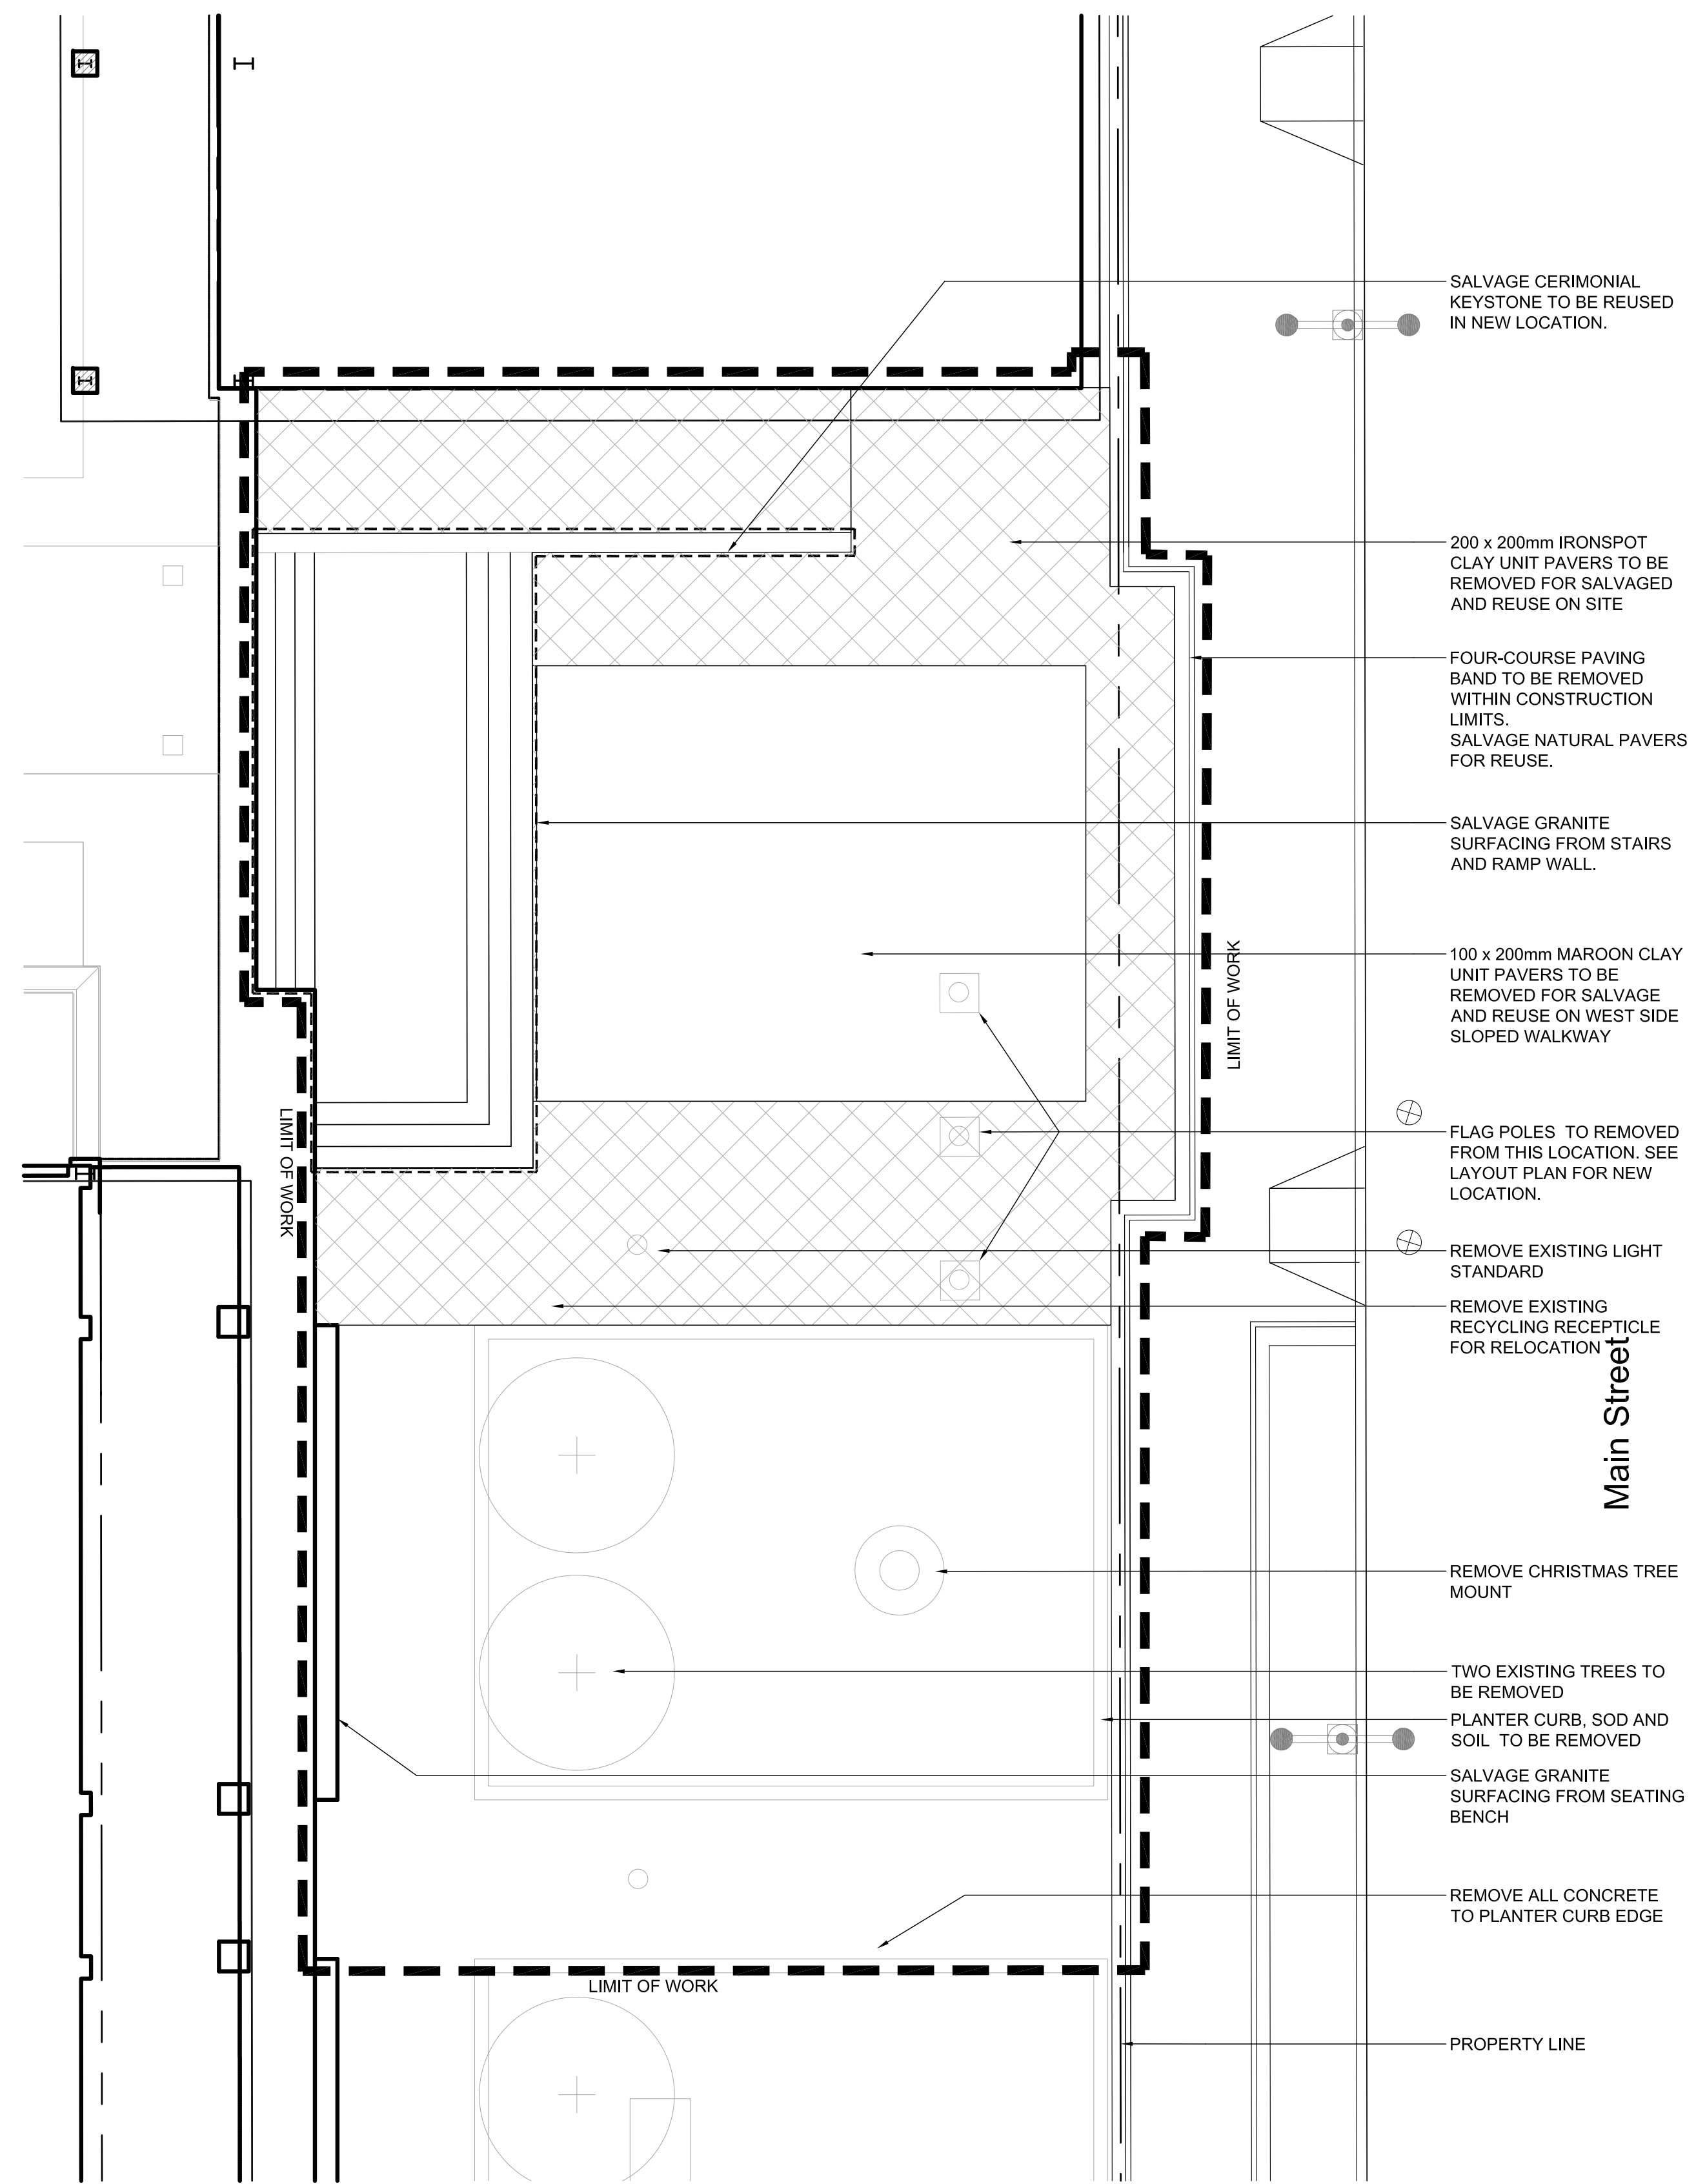 SALVAGE CERIMONIAL
KEYSTONE TO BE REUSED
IN NEW LOCATION.
200 x 200mm IRONSPOT
CLAY UNIT PAVERS TO BE
REMOVED FOR SALVAGED
AND REUSE ON SITE
FOUR-COURSE PAVING
BAND TO BE REMOVED
WITHIN CONSTRUCTION
LIMITS.
SALVAGE NATURAL PAVERS
FOR REUSE.
SALVAGE GRANITE
SURFACING FROM STAIRS
AND RAMP WALL.
100 x 200mm MAROON CLAY
UNIT PAVERS TO BE
REMOVED FOR SALVAGE
AND REUSE ON WEST SIDE
SLOPED WALKWAY
LIMIT OF WORK
LIMIT OF WORK
FLAG POLES TO REMOVED
FROM THIS LOCATION. SEE
LAYOUT PLAN FOR NEW
LOCATION.
REMOVE EXISTING LIGHT
STANDARD
REMOVE EXISTING
RECYCLING RECEPTICLE
FOR RELOCATION
Main Street
REMOVE CHRISTMAS TREE
MOUNT
TWO EXISTING TREES TO
BE REMOVED
PLANTER CURB, SOD AND
SOIL TO BE REMOVED
SALVAGE GRANITE
SURFACING FROM SEATING
BENCH
REMOVE ALL CONCRETE
TO PLANTER CURB EDGE
LIMIT OF WORK
PROPERTY LINE